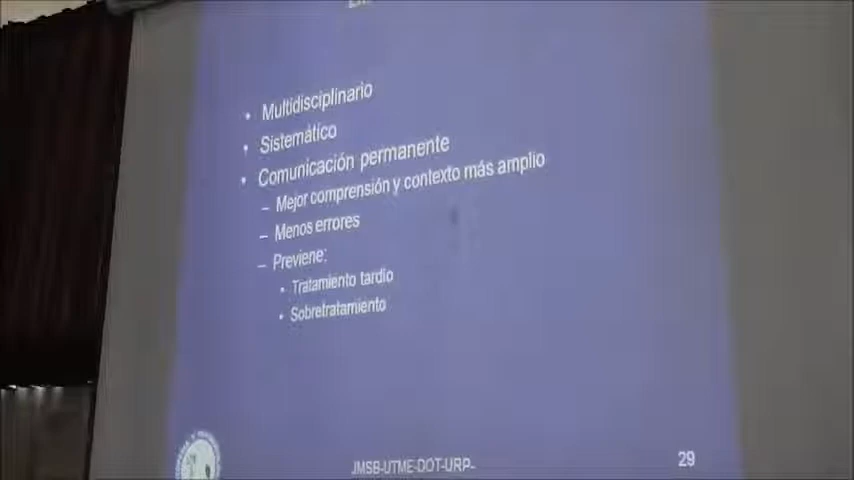 • Multidisciplinario
• Sistemático
• Comunicación permanente
– Mejor comprensión y contexto más amplio
– Menos errores
– Previene:
• Tratamiento tardio
• Sobretratamiento
JMSB-UTME-DOT-URP-
29